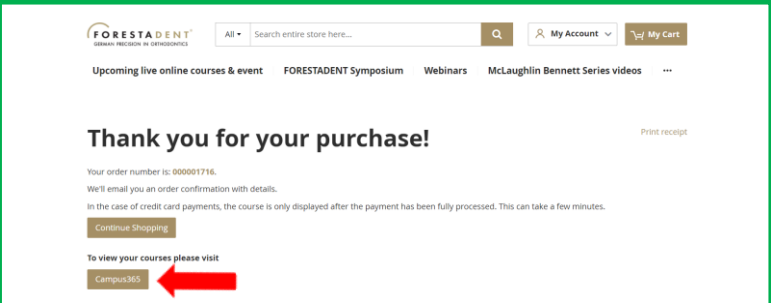 FORESTADENT®
GERMAN PRECISION IN ORTHODONTICS
All
Search entire store here...
My Account
My Cart
Upcoming live online courses & event
FORESTADENT Symposium
Webinars
McLaughlin Bennett Series videos
...
Thank you for your purchase!
Print receipt
Your order number is: 000001716.
We'll email you an order confirmation with details.
In the case of credit card payments, the course is only displayed after the payment has been fully processed. This can take a few minutes.
Continue Shopping
To view your courses please visit
Campus365